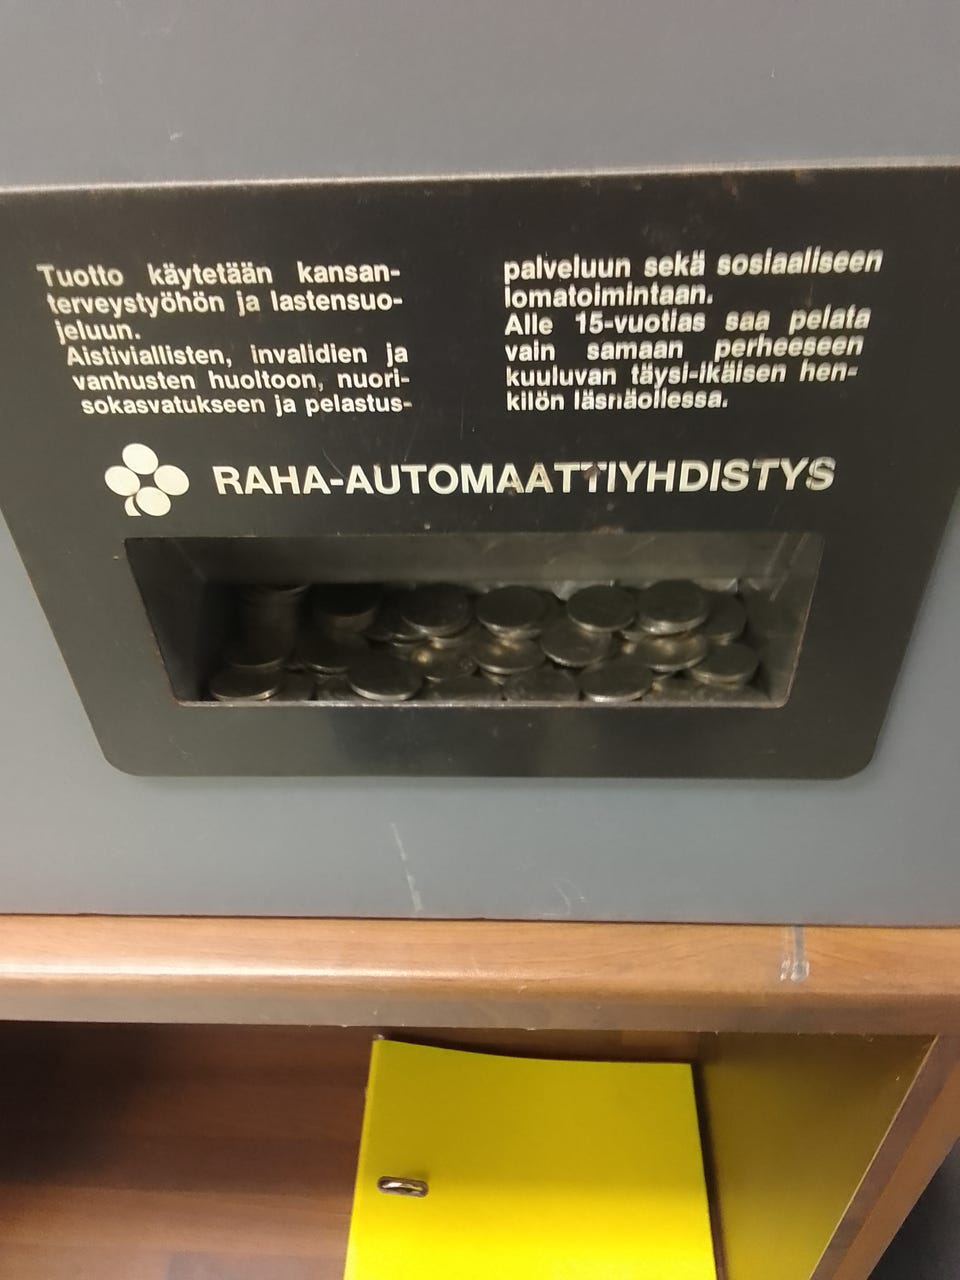 Tuotto käytetään kansan-
terveystyöhön ja lastensuo-
jeluun.
Aistiviallisten, invalidien ja
vanhusten huoltoon, nuori-
sokasvatukseen ja pelastus-
palveluun sekä sosiaaliseen
lomatoimintaan.
Alle 15-vuotias saa pelata
vain samaan perheeseen
kuuluvan täysi-ikäisen hen-
kilön läsnäollessa.
RAHA-AUTOMAATTIYHDISTYS